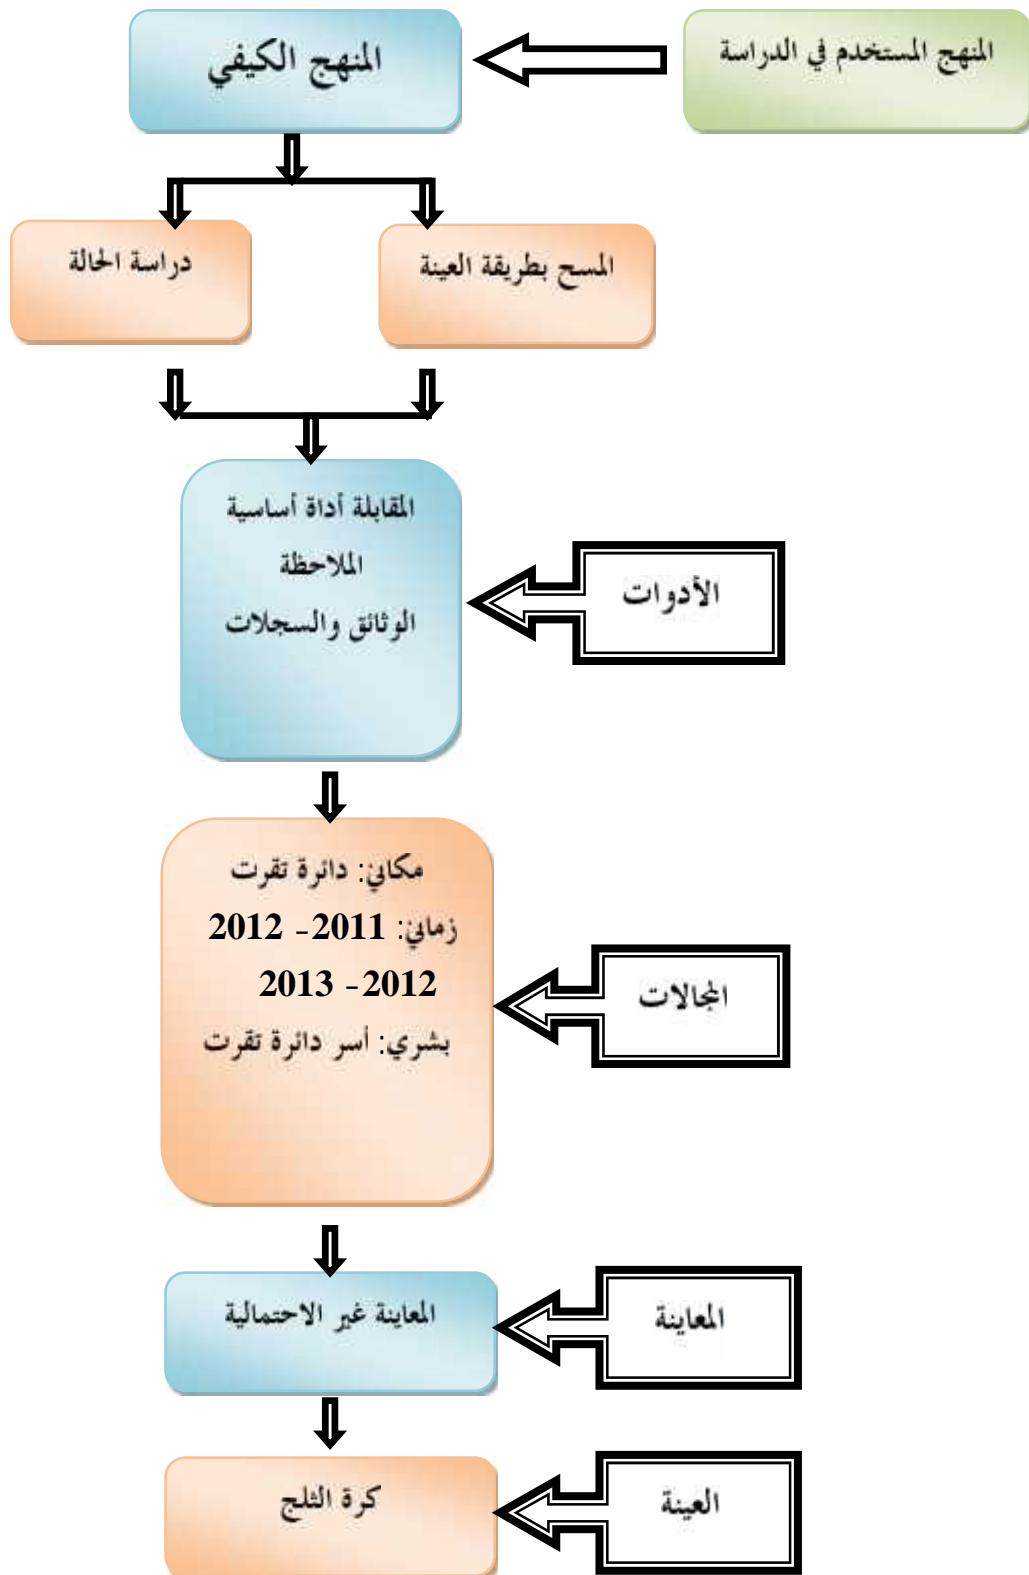 المنهج المستخدم في الدراسة
المنهج الكيفي
المسح بطريقة العينة
دراسة الحالة
المقابلة أداة أساسية
الملاحظة
الوثائق والسجلات
الأدوات
مكاني: دائرة تقرت
زماني: 2011- 2012
2012- 2013
بشري: أسر دائرة تقرت
المجالات
المعاينة غير الاحتمالية
المعاينة
كرة الثلج
العينة